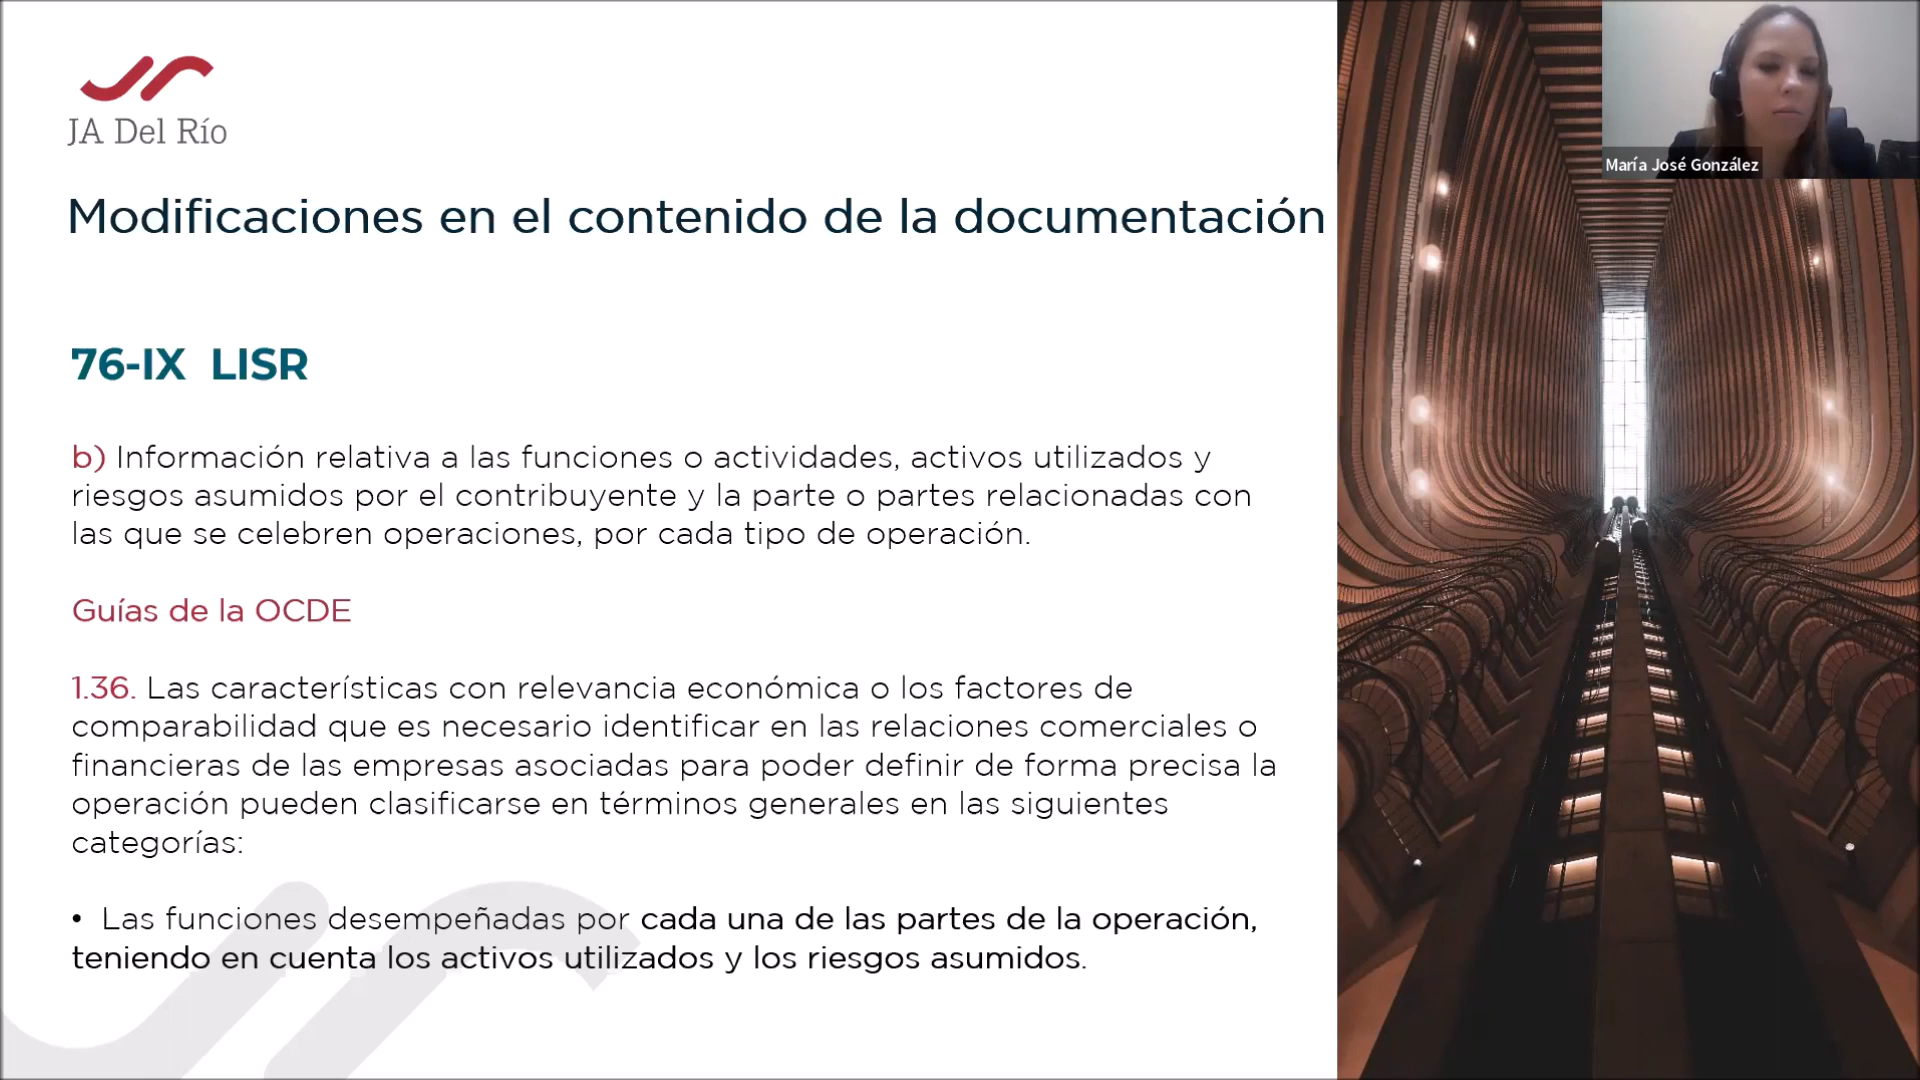 JA Del Río
María José González
Modificaciones en el contenido de la documentación
76-IX LISR
b) Información relativa a las funciones o actividades, activos utilizados y
riesgos asumidos por el contribuyente y la parte o partes relacionadas con
las que se celebren operaciones, por cada tipo de operación.
Guías de la OCDE
1.36. Las características con relevancia económica o los factores de
comparabilidad que es necesario identificar en las relaciones comerciales o
financieras de las empresas asociadas para poder definir de forma precisa la
operación pueden clasificarse en términos generales en las siguientes
categorías:
• Las funciones desempeñadas por cada una de las partes de la operación,
teniendo en cuenta los activos utilizados y los riesgos asumidos.